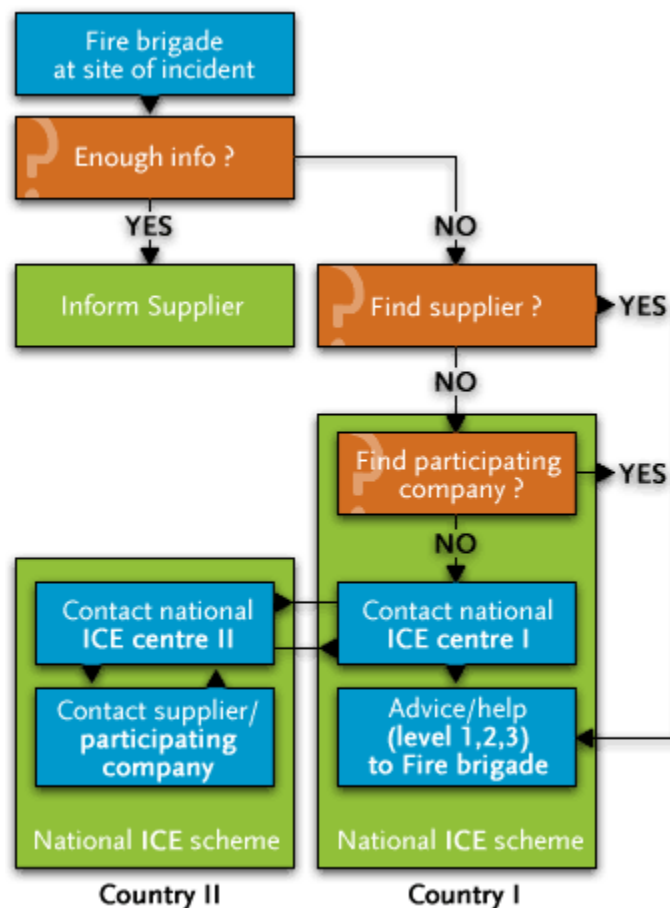 Fire brigade
at site of incident
Enough info ?
YES
NO
Inform Supplier
Find supplier ?
YES
NO
Find participating
company ?
YES
NO
Contact national
ICE centre II
Contact national
ICE centre I
Contact supplier/
participating
company
Advice/help
(level 1,2,3)
to Fire brigade
National ICE scheme
National ICE scheme
Country II
Country I